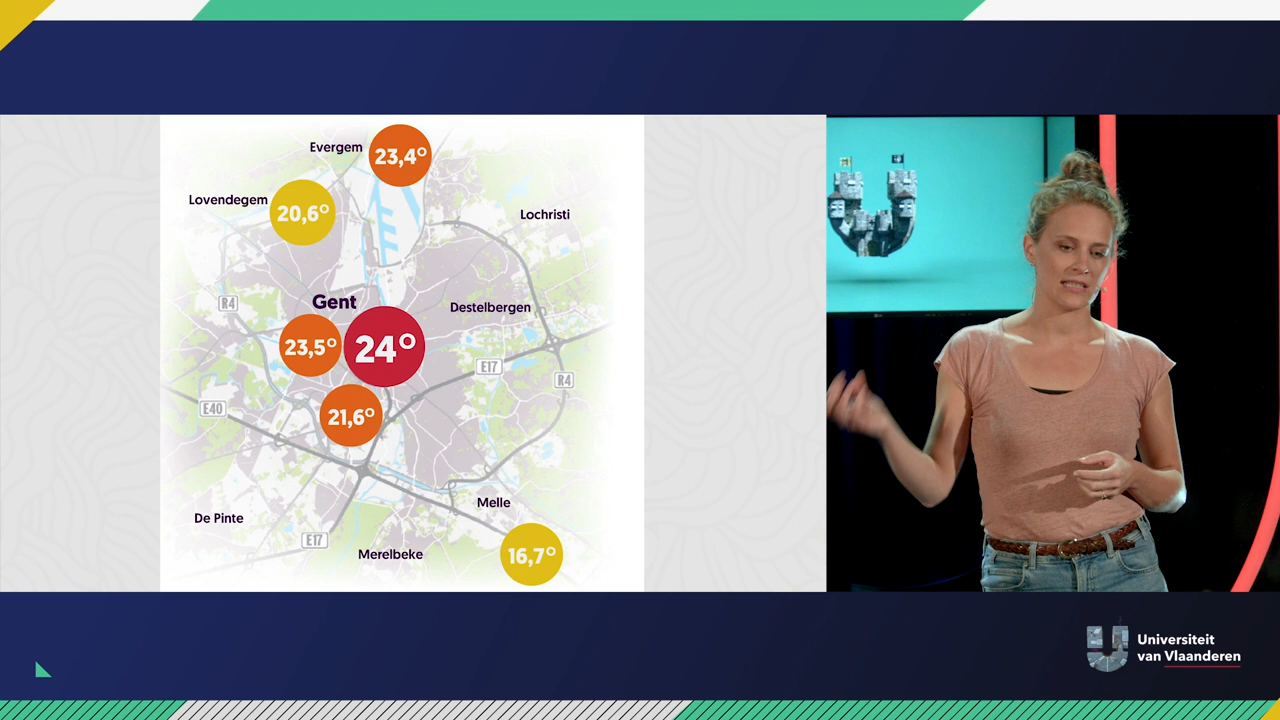 Evergem
23,4°
Lovendegem
20,6°
Lochristi
R4
Gent
Destelbergen
23,5°
24°
E17
R4
E40
21,6°
Melle
De Pinte
E17
Merelbeke
16,7°
Universiteit
van Vlaanderen